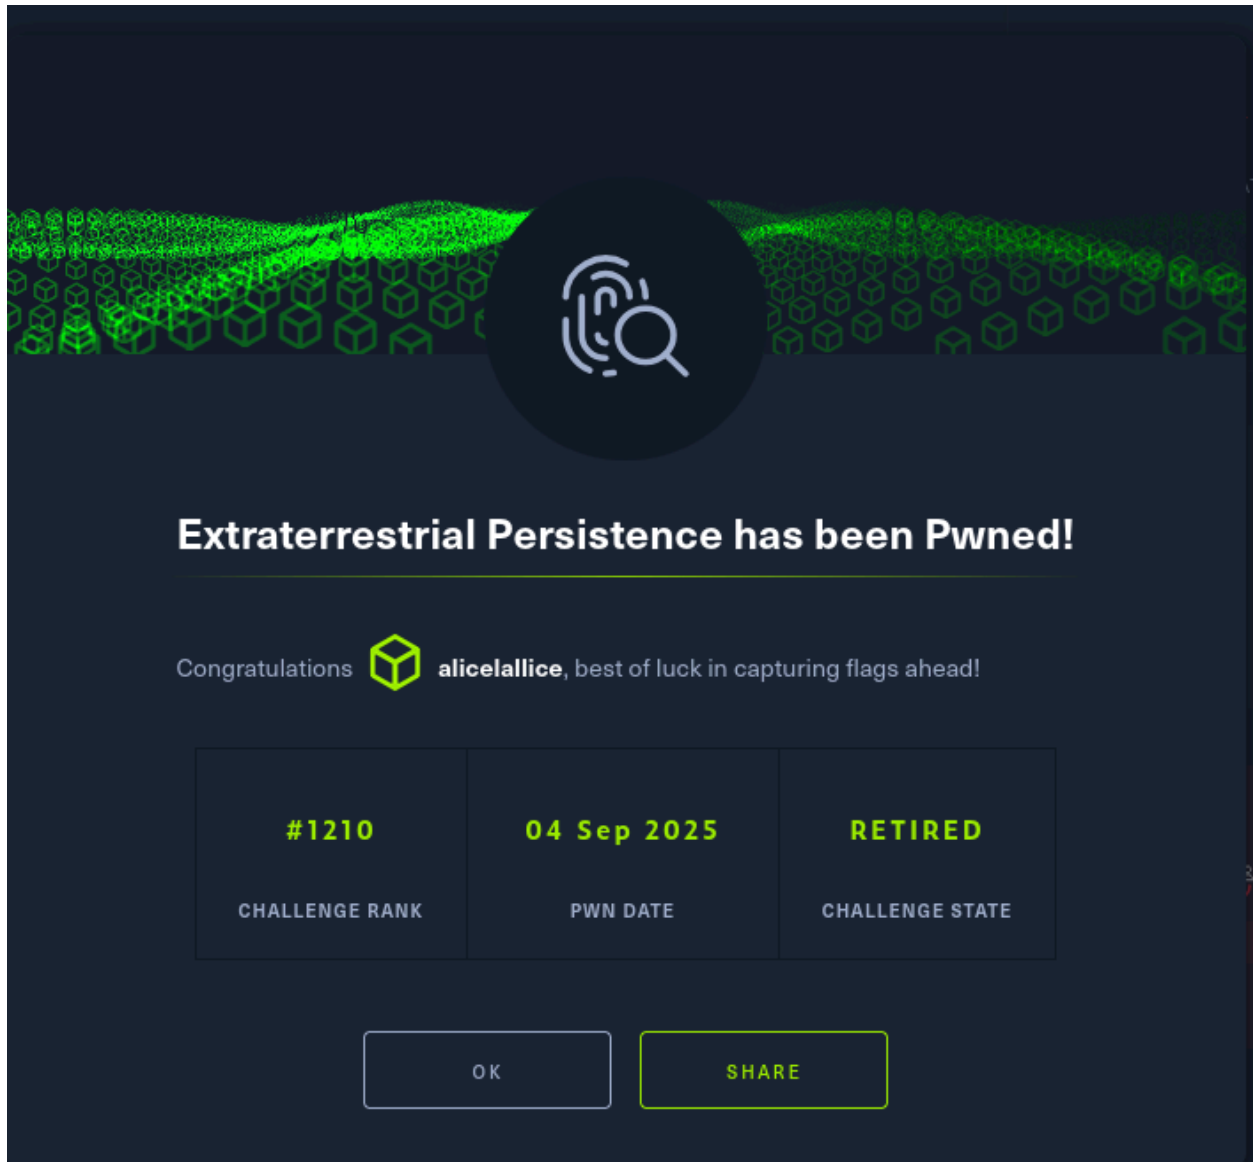 Extraterrestrial Persistence has been Pwned!
Congratulations alicelallice, best of luck in capturing flags ahead!
#1210 04 Sep 2025 RETIRED
CHALLENGE RANK PWN DATE CHALLENGE STATE
OK SHARE